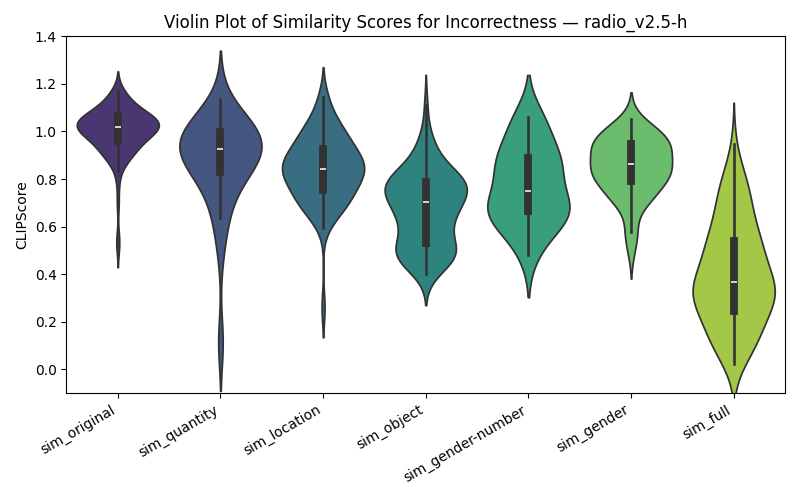 Violin Plot of Similarity Scores for Incorrectness — radio_v2.5-h
CLIPScore
1.4
1.2
1.0
0.8
0.6
0.4
0.2
0.0
sim_original
sim_quantity
sim_location
sim_object
sim_gender-number
sim_gender
sim_full